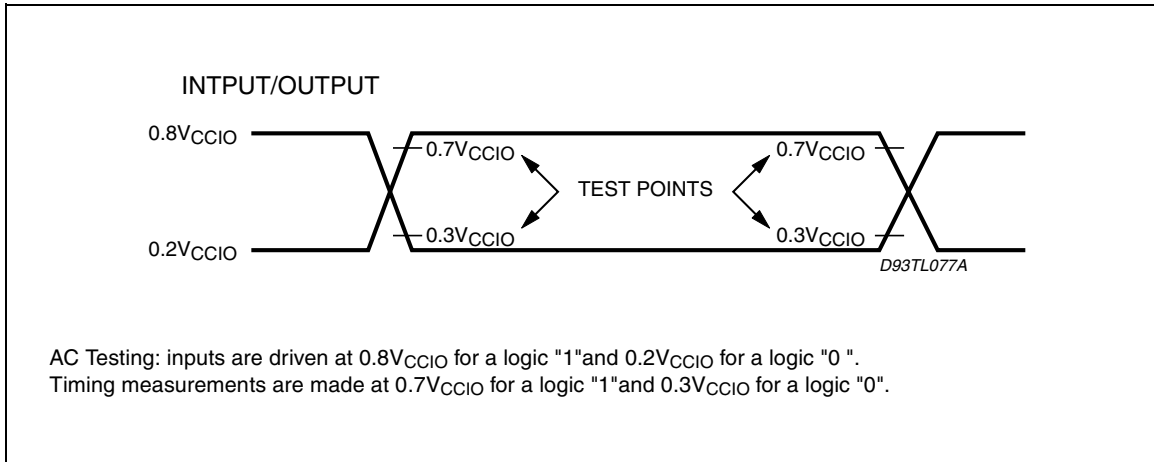 INTPUT/OUTPUT
0.8VCCIO
0.7VCCIO
0.7VCCIO
TEST POINTS
0.3VCCIO
0.3VCCIO
0.2VCCIO
D93TL077A
AC Testing: inputs are driven at 0.8VCCIO for a logic "1"and 0.2VCCIO for a logic "0 ".
Timing measurements are made at 0.7VCCIO for a logic "1"and 0.3VCCIO for a logic "0".